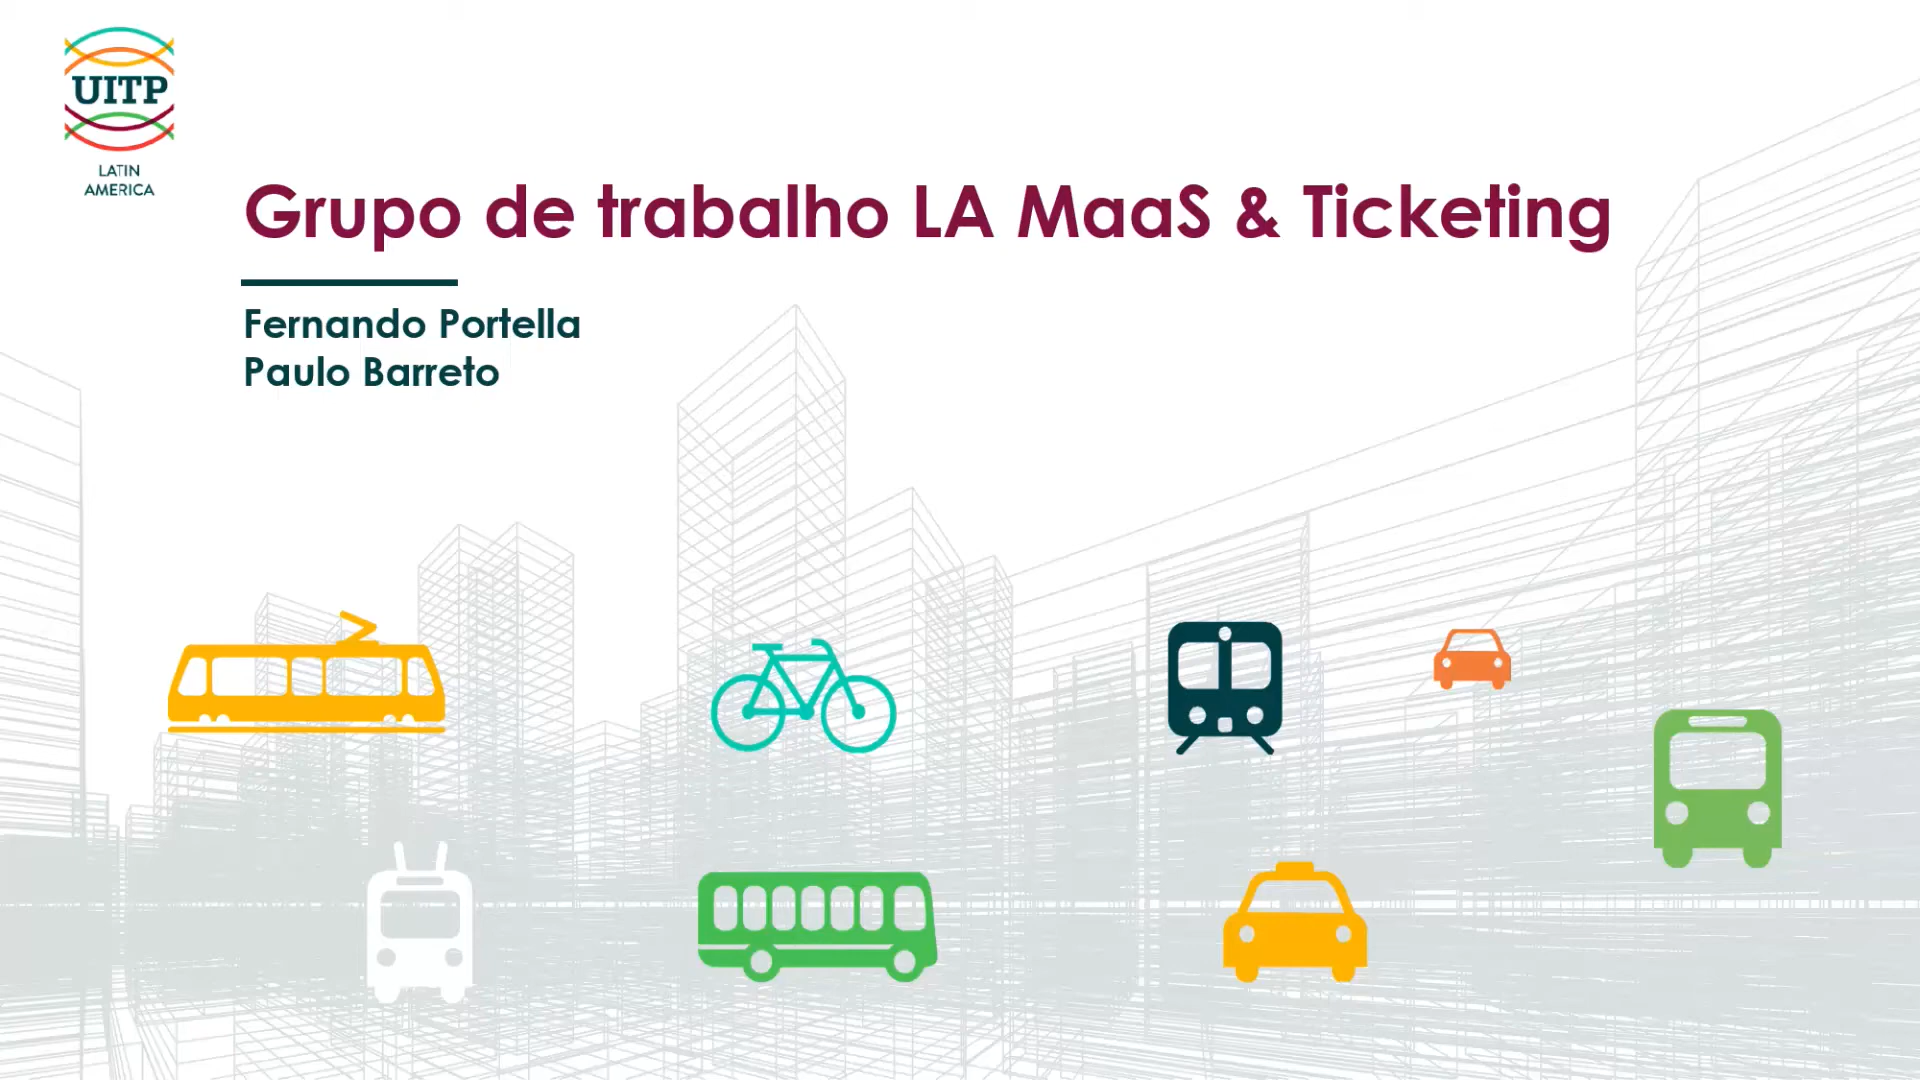 UITP
LATIN
AMERICA
Grupo de trabalho LA MaaS & Ticketing
Fernando Portella
Paulo Barreto